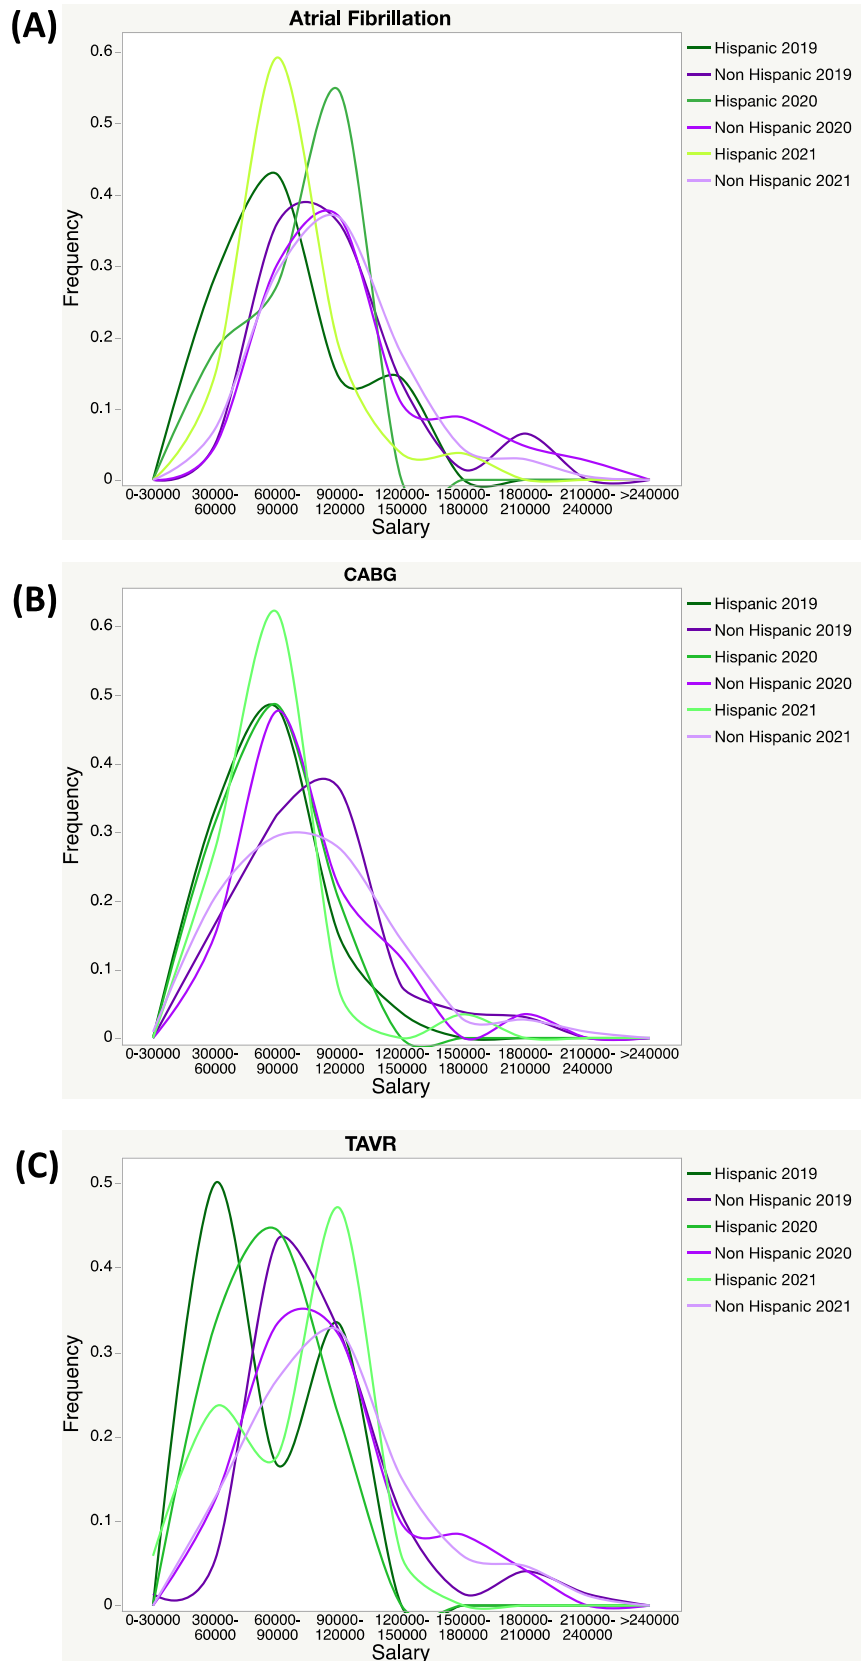 (A)
Atrial Fibrillation
0.6
0.5
0.4
0.3
0.2
0.1
0
Frequency
0-30000 30000- 60000- 90000- 120000- 150000- 180000- 210000- >240000
60000 90000 120000 150000 180000 210000 240000
Salary
Hispanic 2019
Non Hispanic 2019
Hispanic 2020
Non Hispanic 2020
Hispanic 2021
Non Hispanic 2021
(B)
CABG
0.6
0.5
0.4
0.3
0.2
0.1
0
Frequency
0-30000 30000- 60000- 90000- 120000- 150000- 180000- 210000- >240000
60000 90000 120000 150000 180000 210000 240000
Salary
Hispanic 2019
Non Hispanic 2019
Hispanic 2020
Non Hispanic 2020
Hispanic 2021
Non Hispanic 2021
(C)
TAVR
0.5
0.4
0.3
0.2
0.1
0
Frequency
0-30000 30000- 60000- 90000- 120000- 150000- 180000- 210000- >240000
60000 90000 120000 150000 180000 210000 240000
Salary
Hispanic 2019
Non Hispanic 2019
Hispanic 2020
Non Hispanic 2020
Hispanic 2021
Non Hispanic 2021